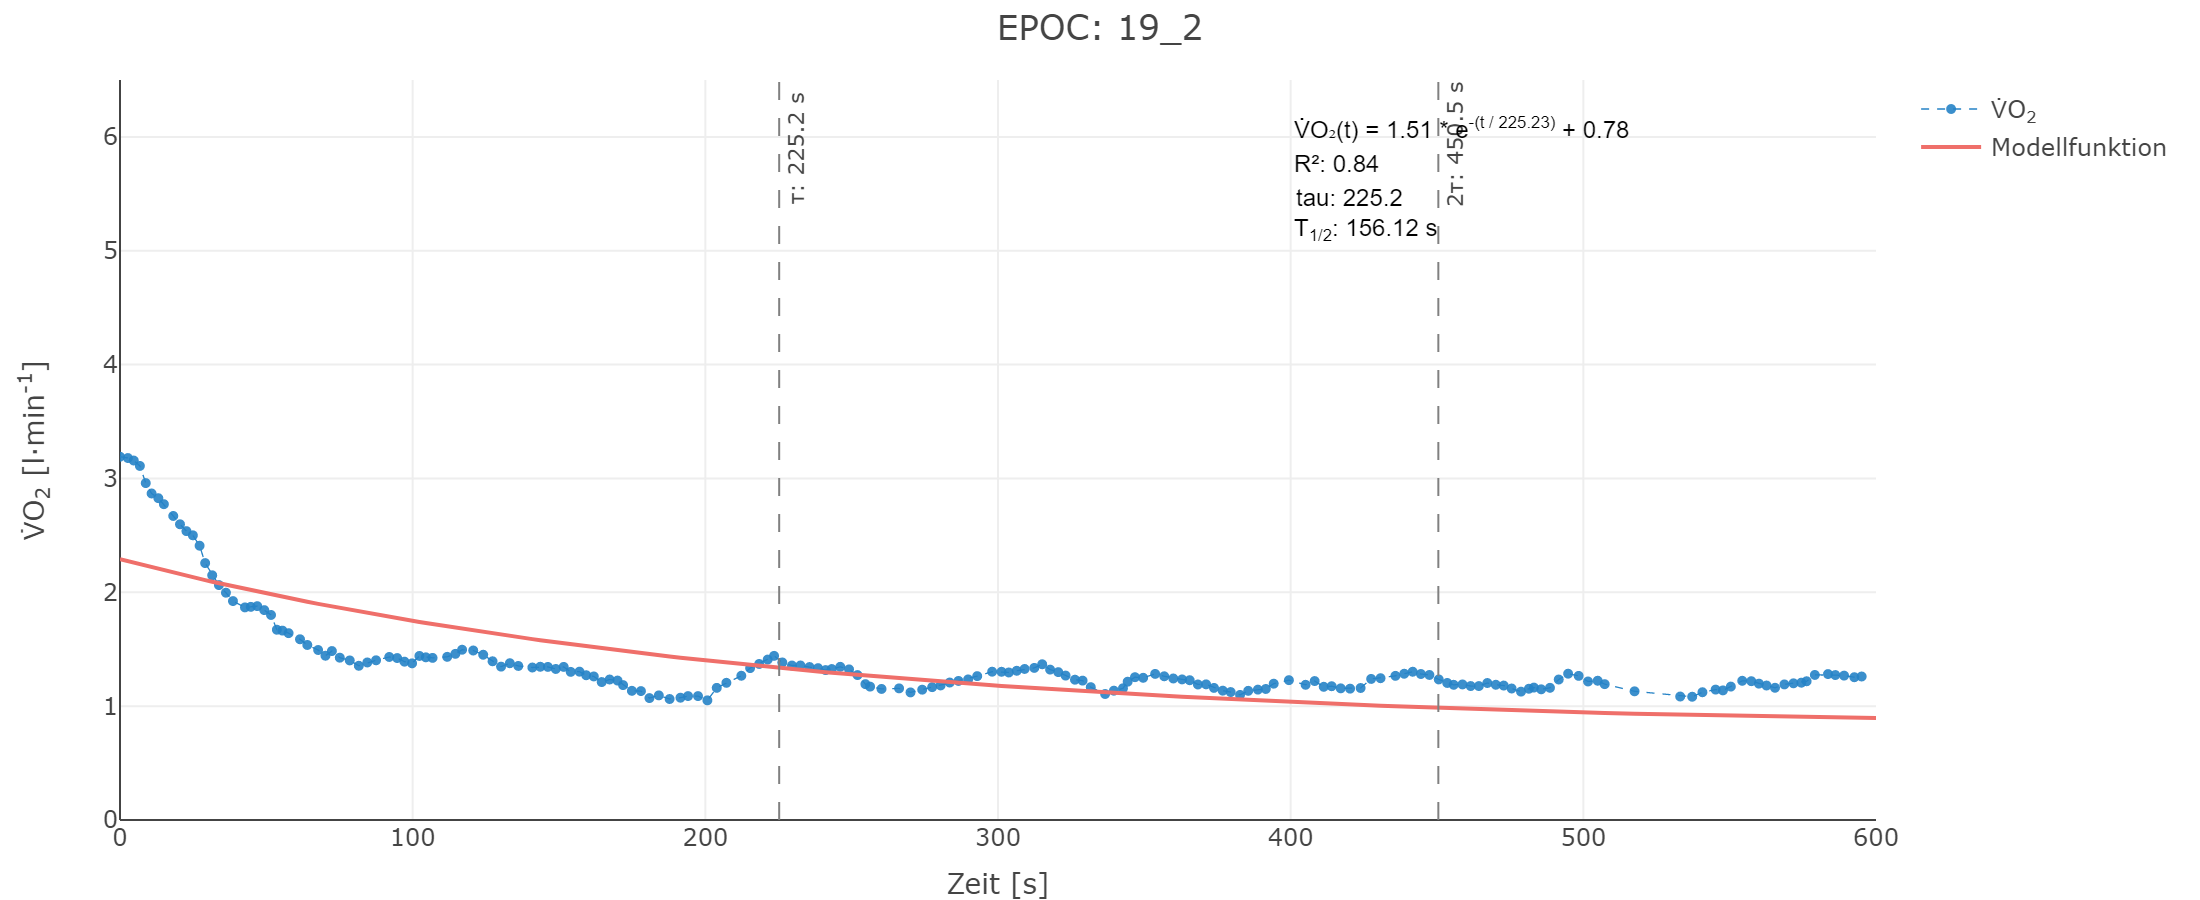 EPOC: 19_2
V̇O₂
Modellfunktion
V̇O₂(t) = 1.51 * e^-(t / 225.23) + 0.78
R²: 0.84
tau: 225.2
T₁/₂: 156.12 s
τ: 225.2 s
2τ: 450.5 s
V̇O₂ [l·min⁻¹]
6
5
4
3
2
1
0
0 100 200 300 400 500 600
Zeit [s]